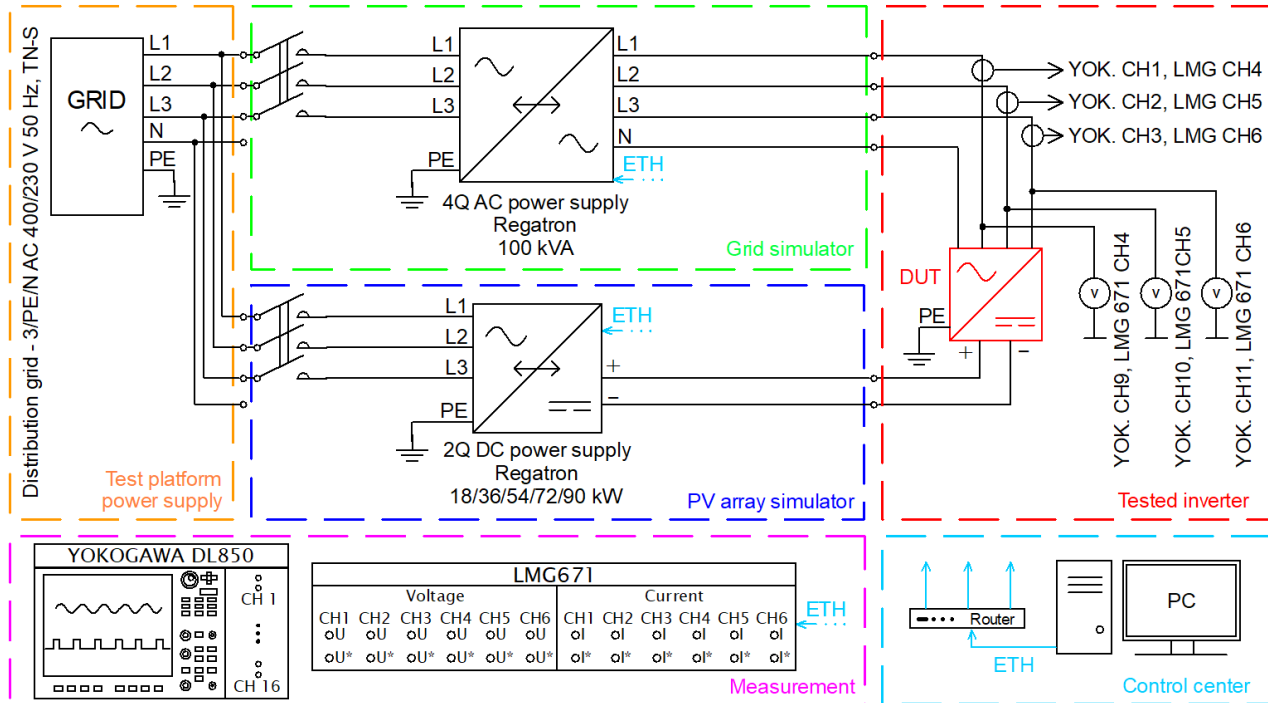 Distribution grid - 3/PE/N AC 400/230 V 50 Hz, TN-S
GRID
L1
L2
L3
N
PE
Test platform
power supply
L1
L2
L3
PE
L1
L2
L3
N
ETH
4Q AC power supply
Regatron
100 kVA
Grid simulator
L1
L2
L3
PE
ETH
+
−
2Q DC power supply
Regatron
18/36/54/72/90 kW
PV array simulator
YOK. CH1, LMG CH4
YOK. CH2, LMG CH5
YOK. CH3, LMG CH6
DUT
PE
+
−
V
V
V
YOK. CH9, LMG 671 CH4
YOK. CH10, LMG 671CH5
YOK. CH11, LMG 671 CH6
Tested inverter
YOKOGAWA DL850
CH 1
CH 16
LMG671
Voltage Current
CH1 CH2 CH3 CH4 CH5 CH6 CH1 CH2 CH3 CH4 CH5 CH6
U U U U U U I I I I I I
U* U* U* U* U* U* I* I* I* I* I* I*
ETH
Measurement
Router
ETH
PC
Control center